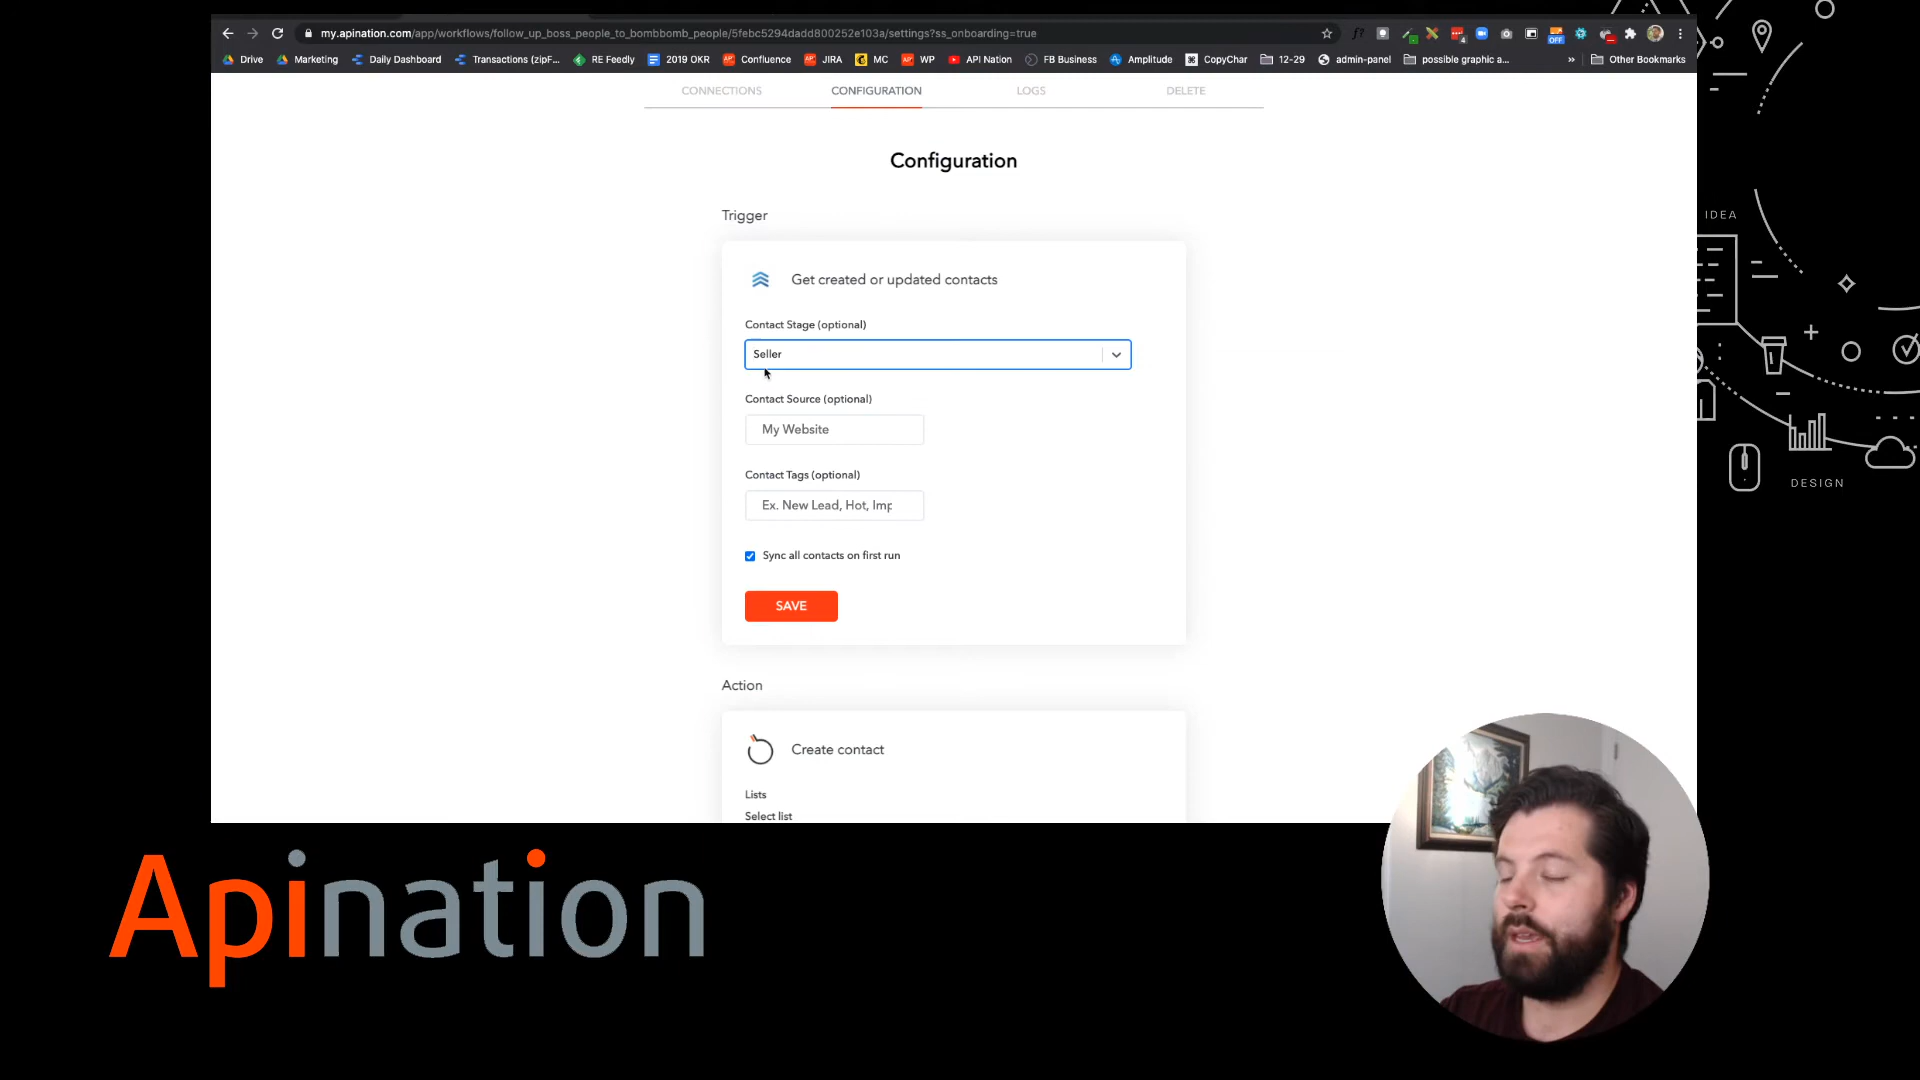 my.apination.com/app/workflows/follow_up_boss_people_to_bombbomb_people/5febc5294dadd800252e103a/settings?ss_onboarding=true
Drive Marketing Daily Dashboard Transactions (zipF... RE Feedly 2019 OKR Confluence JIRA MC WP API Nation FB Business Amplitude CopyChar 12-29 admin-panel possible graphic a... » Other Bookmarks
CONNECTIONS CONFIGURATION LOGS DELETE
Configuration
Trigger
Get created or updated contacts
Contact Stage (optional)
Seller
Contact Source (optional)
My Website
Contact Tags (optional)
Ex. New Lead, Hot, Imp
Sync all contacts on first run
SAVE
Action
Create contact
Lists
Select list
IDEA
DESIGN
Apination